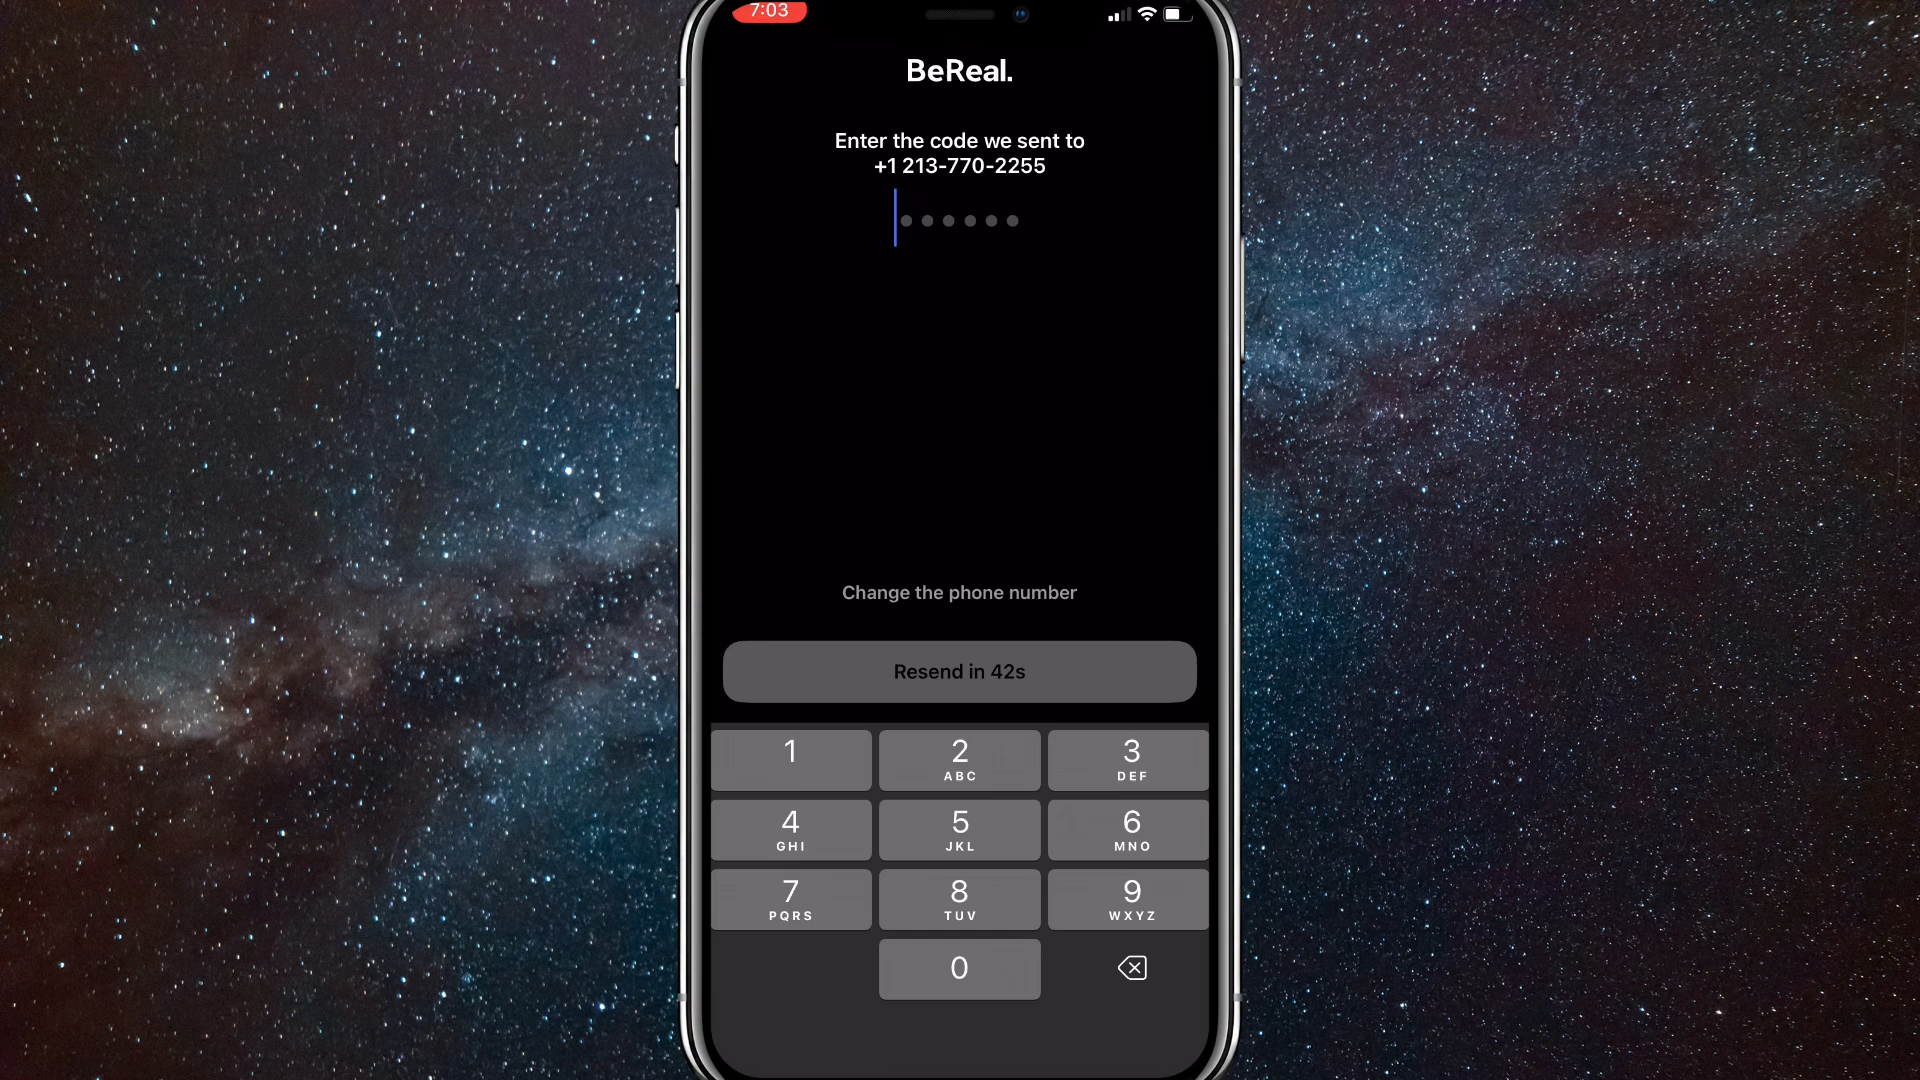 7:03
BeReal.
Enter the code we sent to
+1 213-770-2255
Change the phone number
Resend in 42s
1
2
ABC
3
DEF
4
GHI
5
JKL
6
MNO
7
PQRS
8
TUV
9
WXYZ
0